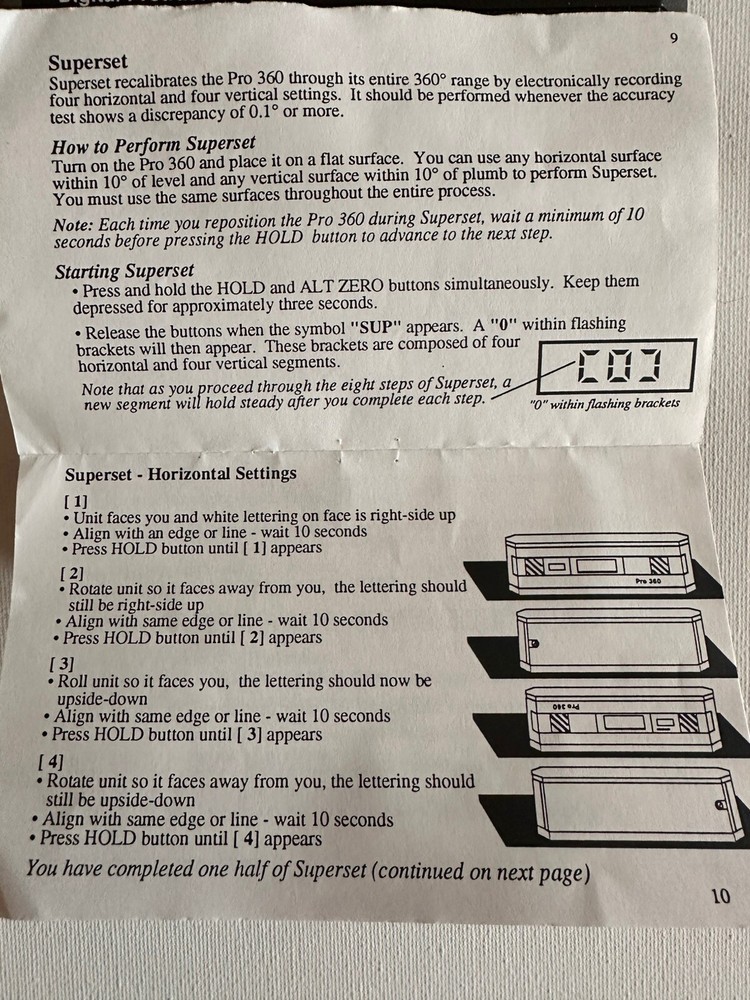 9
Superset
Superset recalibrates the Pro 360 through its entire 360° range by electronically recording
four horizontal and four vertical settings. It should be performed whenever the accuracy
test shows a discrepancy of 0.1° or more.
How to Perform Superset
Turn on the Pro 360 and place it on a flat surface. You can use any horizontal surface
within 10° of level and any vertical surface within 10° of plumb to perform Superset.
You must use the same surfaces throughout the entire process.
Note: Each time you reposition the Pro 360 during Superset, wait a minimum of 10
seconds before pressing the HOLD button to advance to the next step.
Starting Superset
• Press and hold the HOLD and ALT ZERO buttons simultaneously. Keep them
depressed for approximately three seconds.
• Release the buttons when the symbol "SUP" appears. A "0" within flashing
brackets will then appear. These brackets are composed of four
horizontal and four vertical segments.
Note that as you proceed through the eight steps of Superset, a
new segment will hold steady after you complete each step.
[0]
"0" within flashing brackets
Superset - Horizontal Settings
[ 1]
• Unit faces you and white lettering on face is right-side up
• Align with an edge or line - wait 10 seconds
• Press HOLD button until [ 1] appears
[ 2]
• Rotate unit so it faces away from you, the lettering should
still be right-side up
• Align with same edge or line - wait 10 seconds
• Press HOLD button until [ 2] appears
[ 3]
• Roll unit so it faces you, the lettering should now be
upside-down
• Align with same edge or line - wait 10 seconds
• Press HOLD button until [ 3] appears
[ 4]
• Rotate unit so it faces away from you, the lettering should
still be upside-down
• Align with same edge or line - wait 10 seconds
• Press HOLD button until [ 4] appears
Pro 360
Pro 360
You have completed one half of Superset (continued on next page)
10